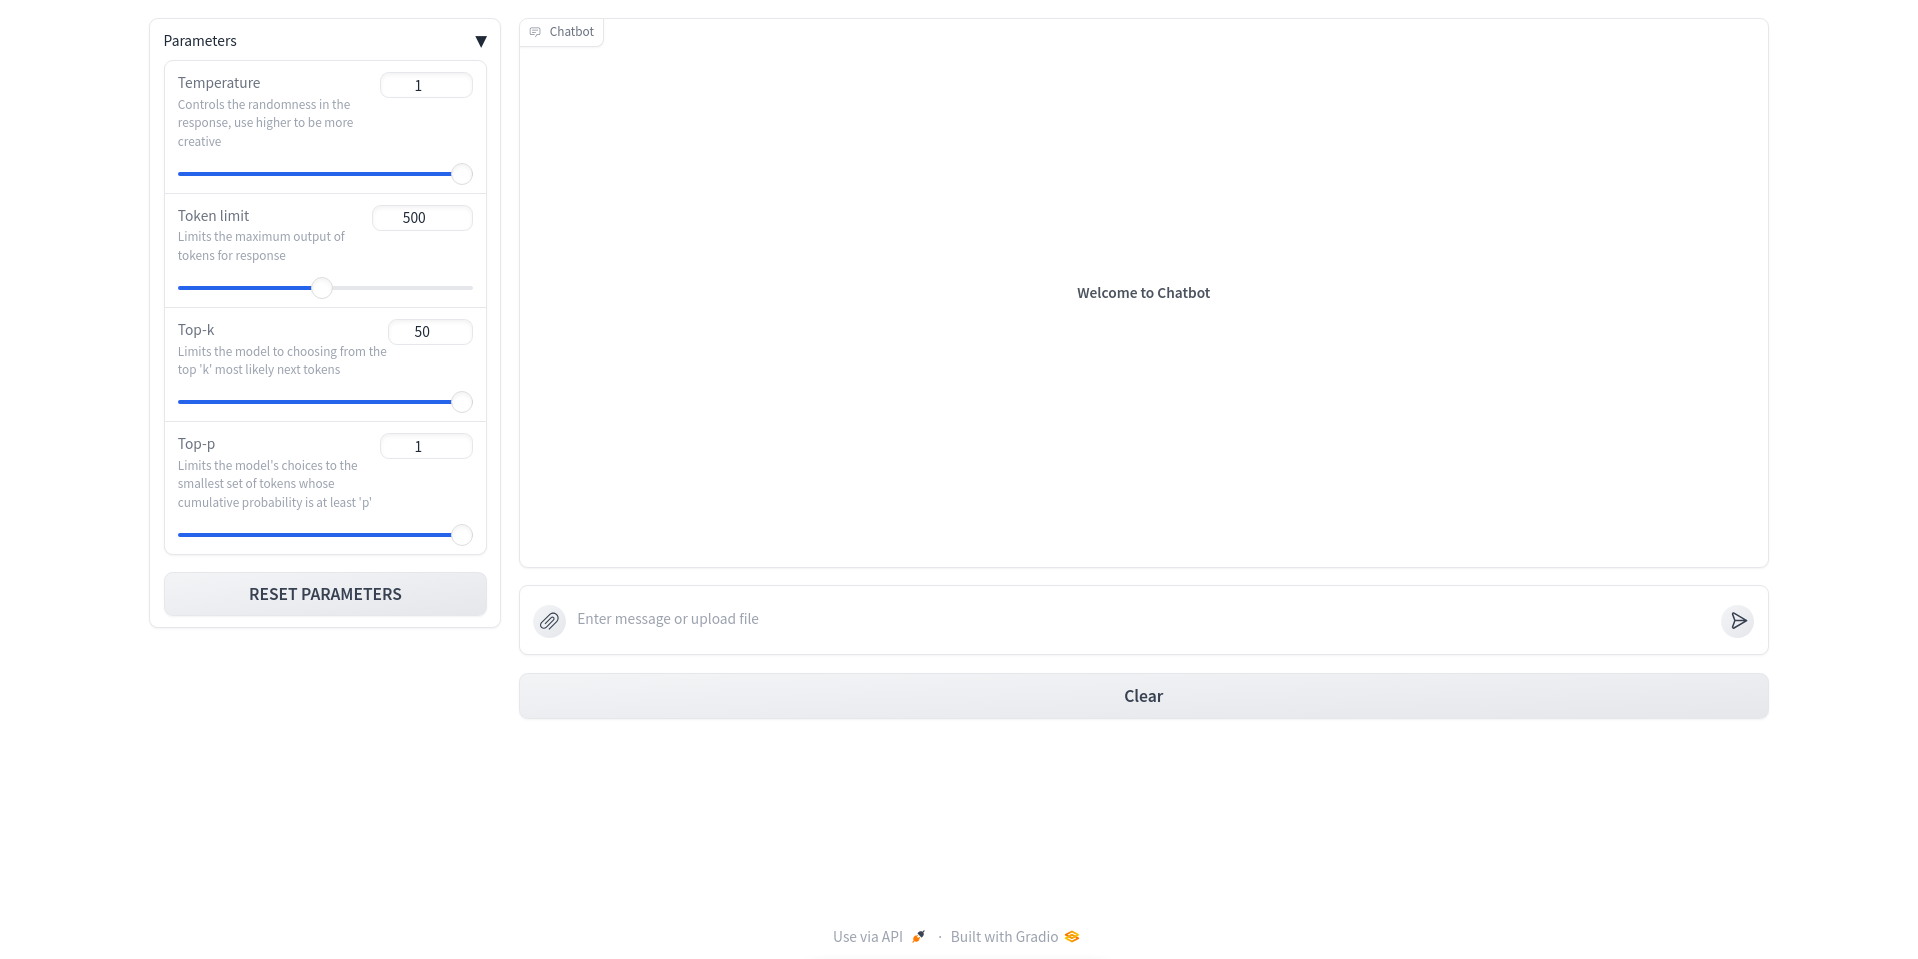 Parameters
▼
Temperature
1
Controls the randomness in the
response, use higher to be more
creative
Token limit
500
Limits the maximum output of
tokens for response
Top-k
50
Limits the model to choosing from the
top 'k' most likely next tokens
Top-p
1
Limits the model's choices to the
smallest set of tokens whose
cumulative probability is at least 'p'
RESET PARAMETERS
Chatbot
Welcome to Chatbot
Enter message or upload file
Clear
Use via API · Built with Gradio